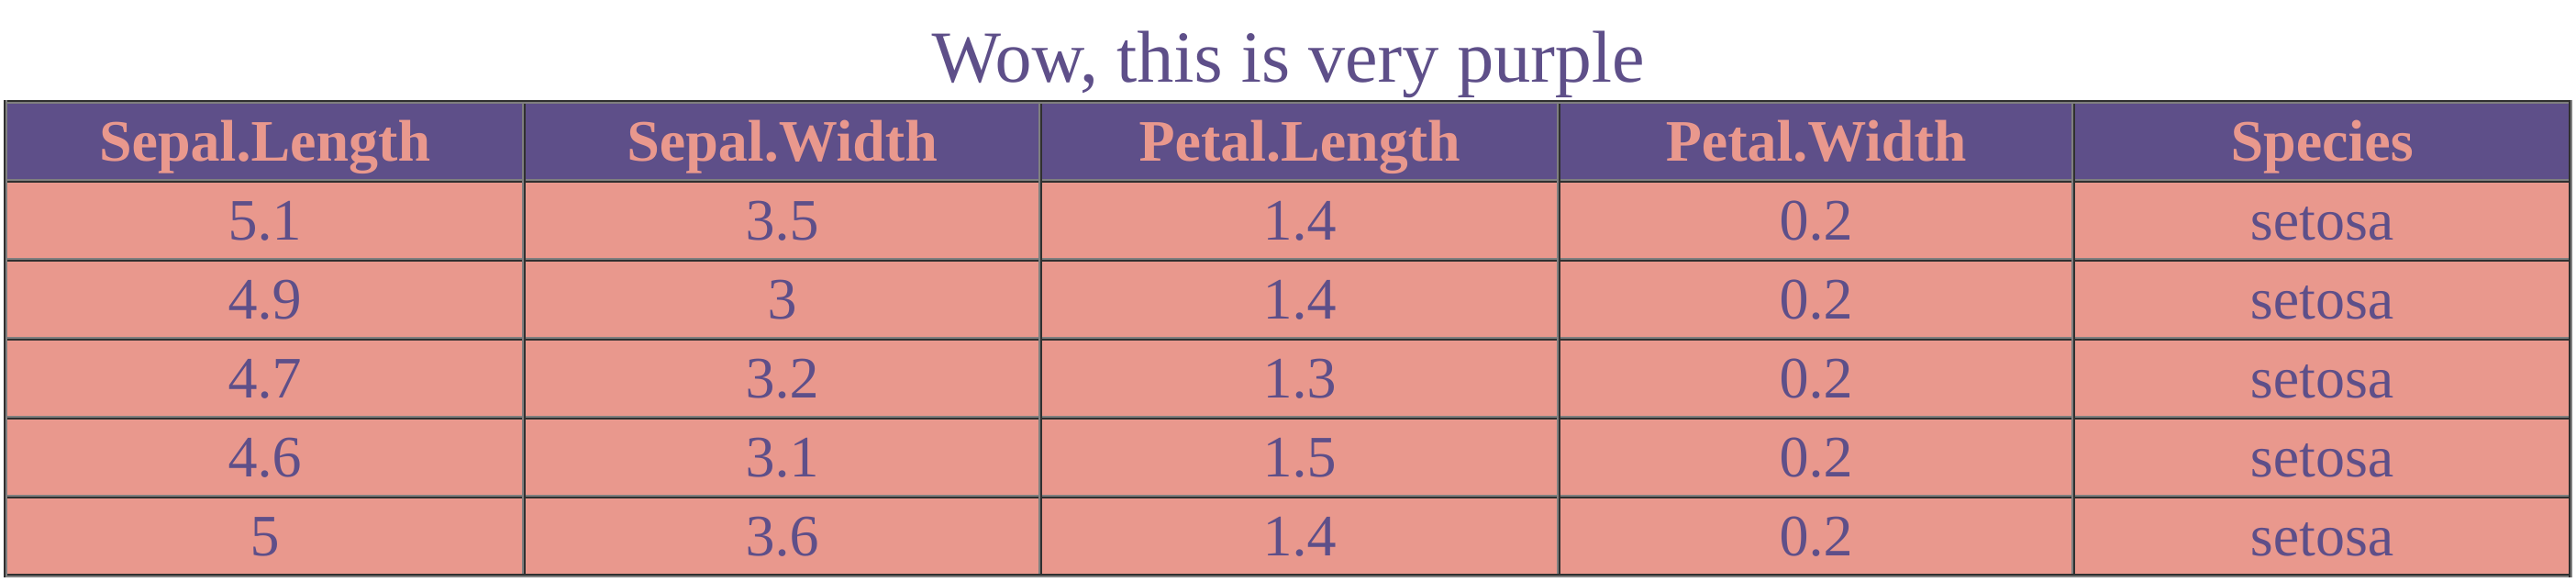 Wow, this is very purple
Sepal.Length Sepal.Width Petal.Length Petal.Width Species
5.1 3.5 1.4 0.2 setosa
4.9 3 1.4 0.2 setosa
4.7 3.2 1.3 0.2 setosa
4.6 3.1 1.5 0.2 setosa
5 3.6 1.4 0.2 setosa